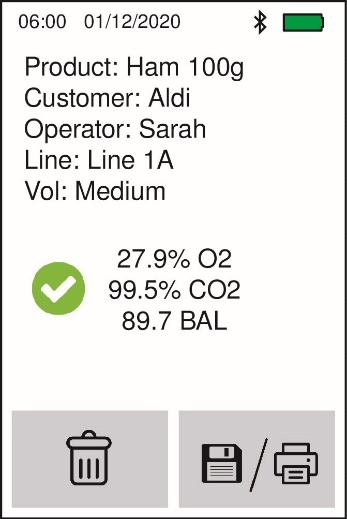 06:00 01/12/2020
Product: Ham 100g
Customer: Aldi
Operator: Sarah
Line: Line 1A
Vol: Medium
27.9% O2
99.5% CO2
89.7 BAL